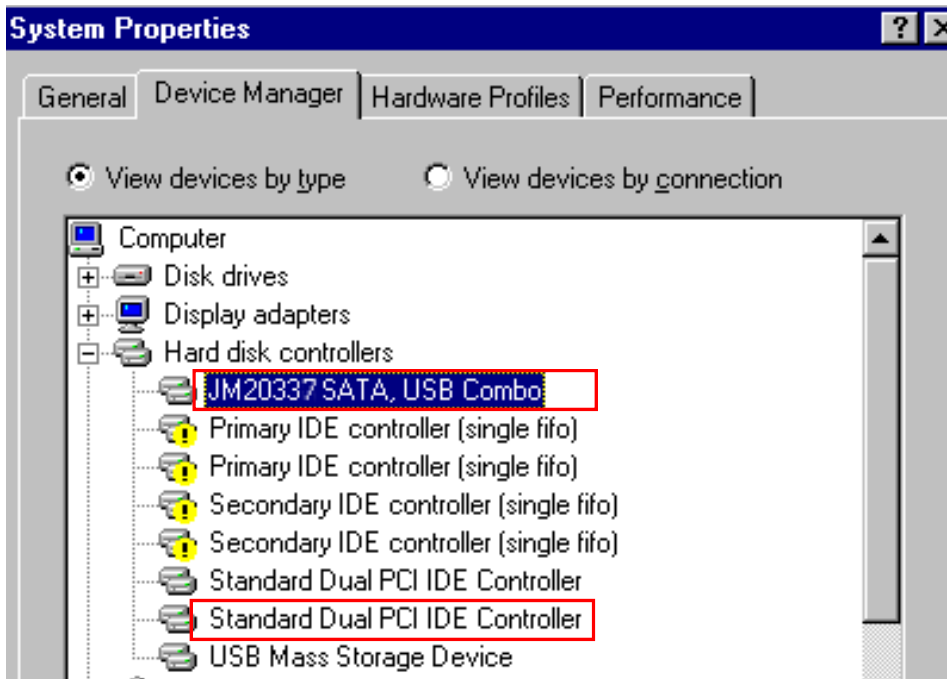 System Properties
General Device Manager Hardware Profiles Performance
View devices by type View devices by connection
Computer
Disk drives
Display adapters
Hard disk controllers
JM20337 SATA, USB Combo
Primary IDE controller (single fifo)
Primary IDE controller (single fifo)
Secondary IDE controller (single fifo)
Secondary IDE controller (single fifo)
Standard Dual PCI IDE Controller
Standard Dual PCI IDE Controller
USB Mass Storage Device